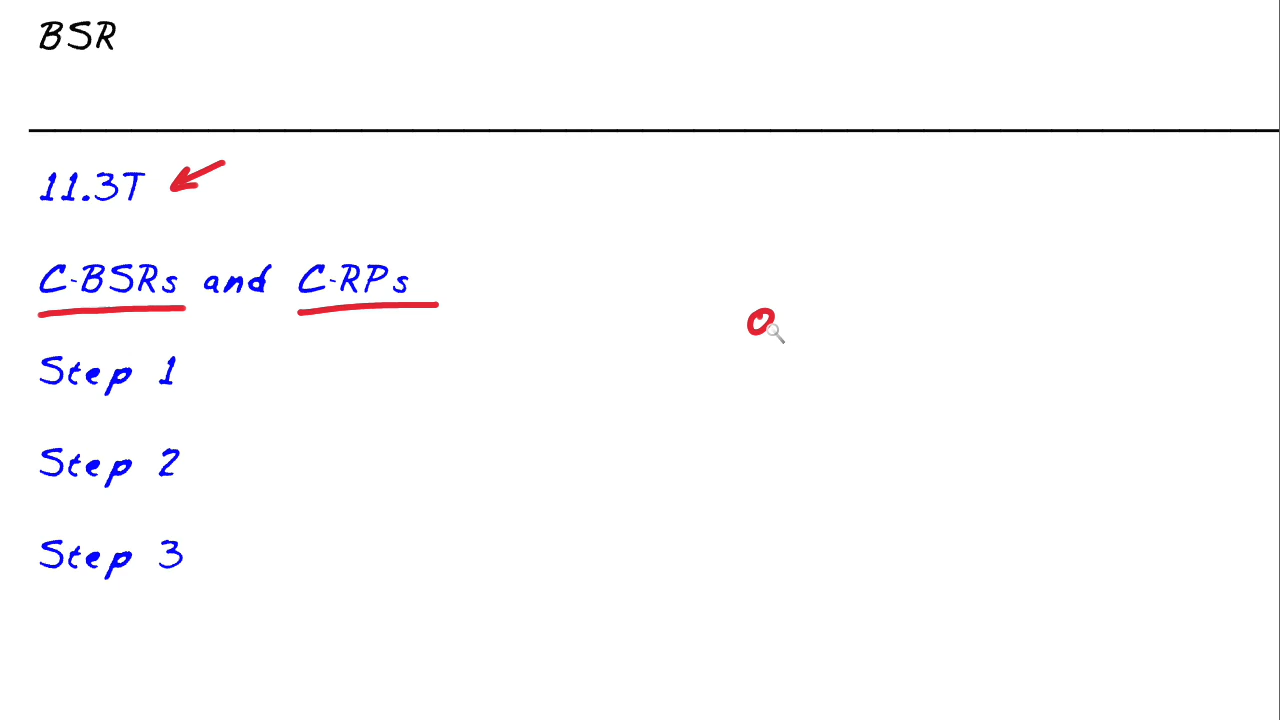 BSR
11.3T
C-BSRs and C-RPs
Step 1
Step 2
Step 3